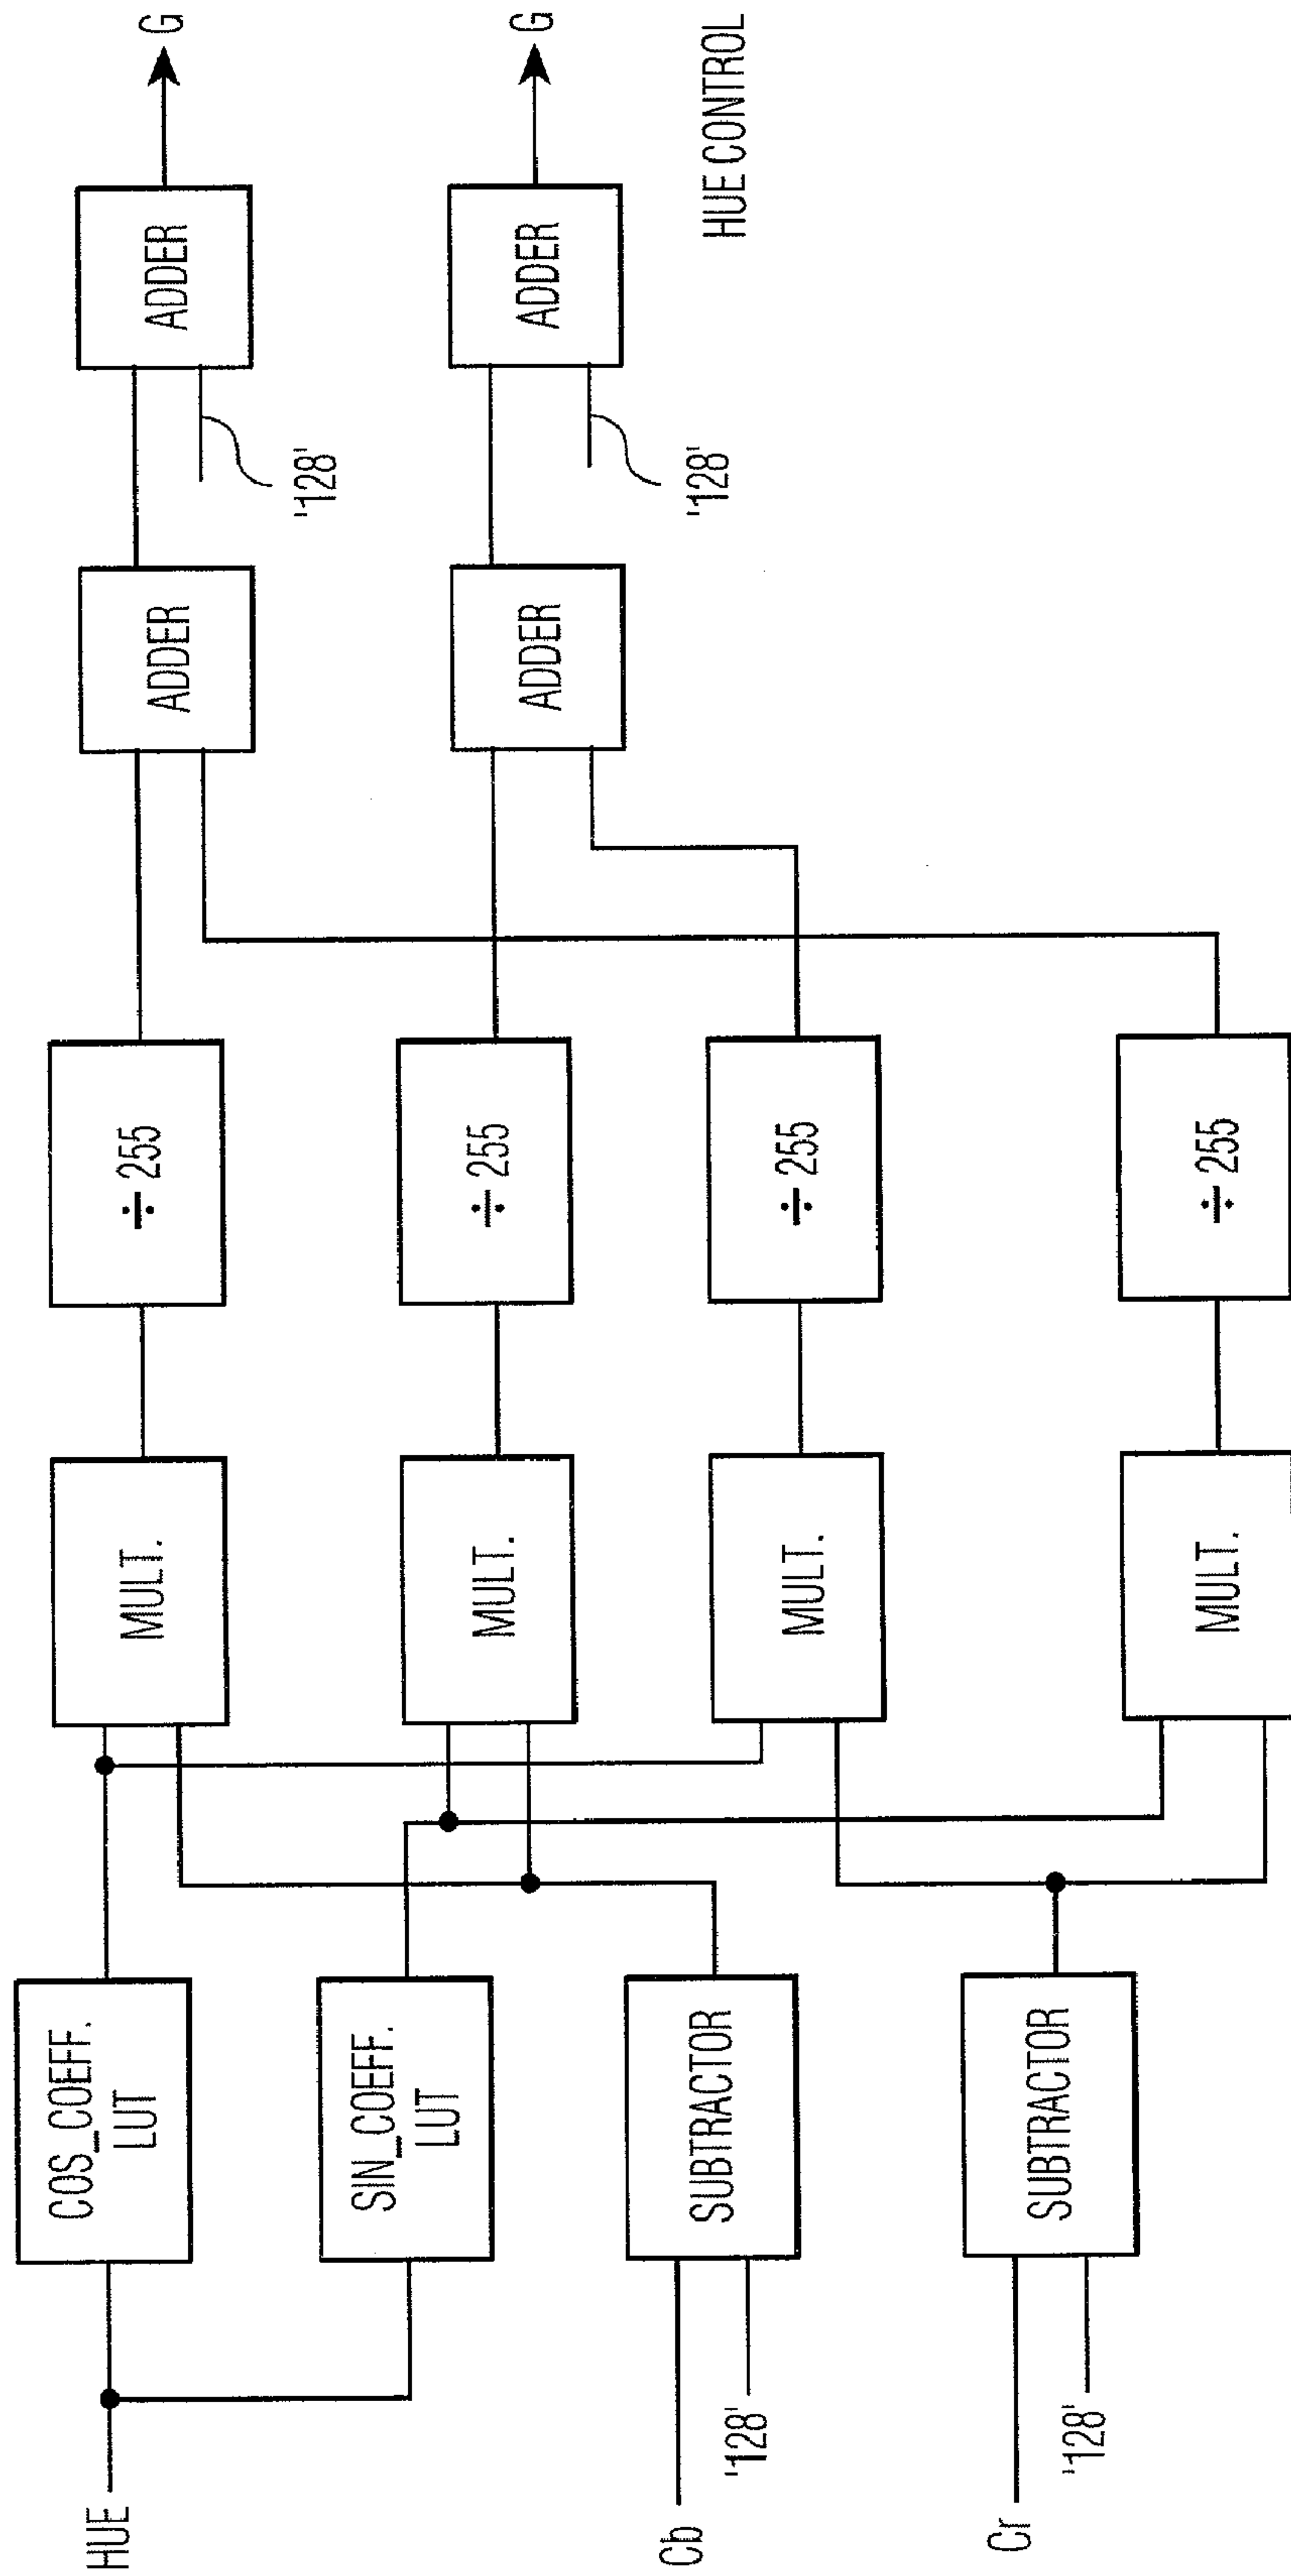 HUE
Cb
'128'
Cr
'128'
COS_COEFF.
LUT
SIN_COEFF.
LUT
SUBTRACTOR
SUBTRACTOR
MULT.
MULT.
MULT.
MULT.
÷ 255
÷ 255
÷ 255
÷ 255
ADDER
ADDER
'128'
'128'
ADDER
ADDER
G
G
HUE CONTROL